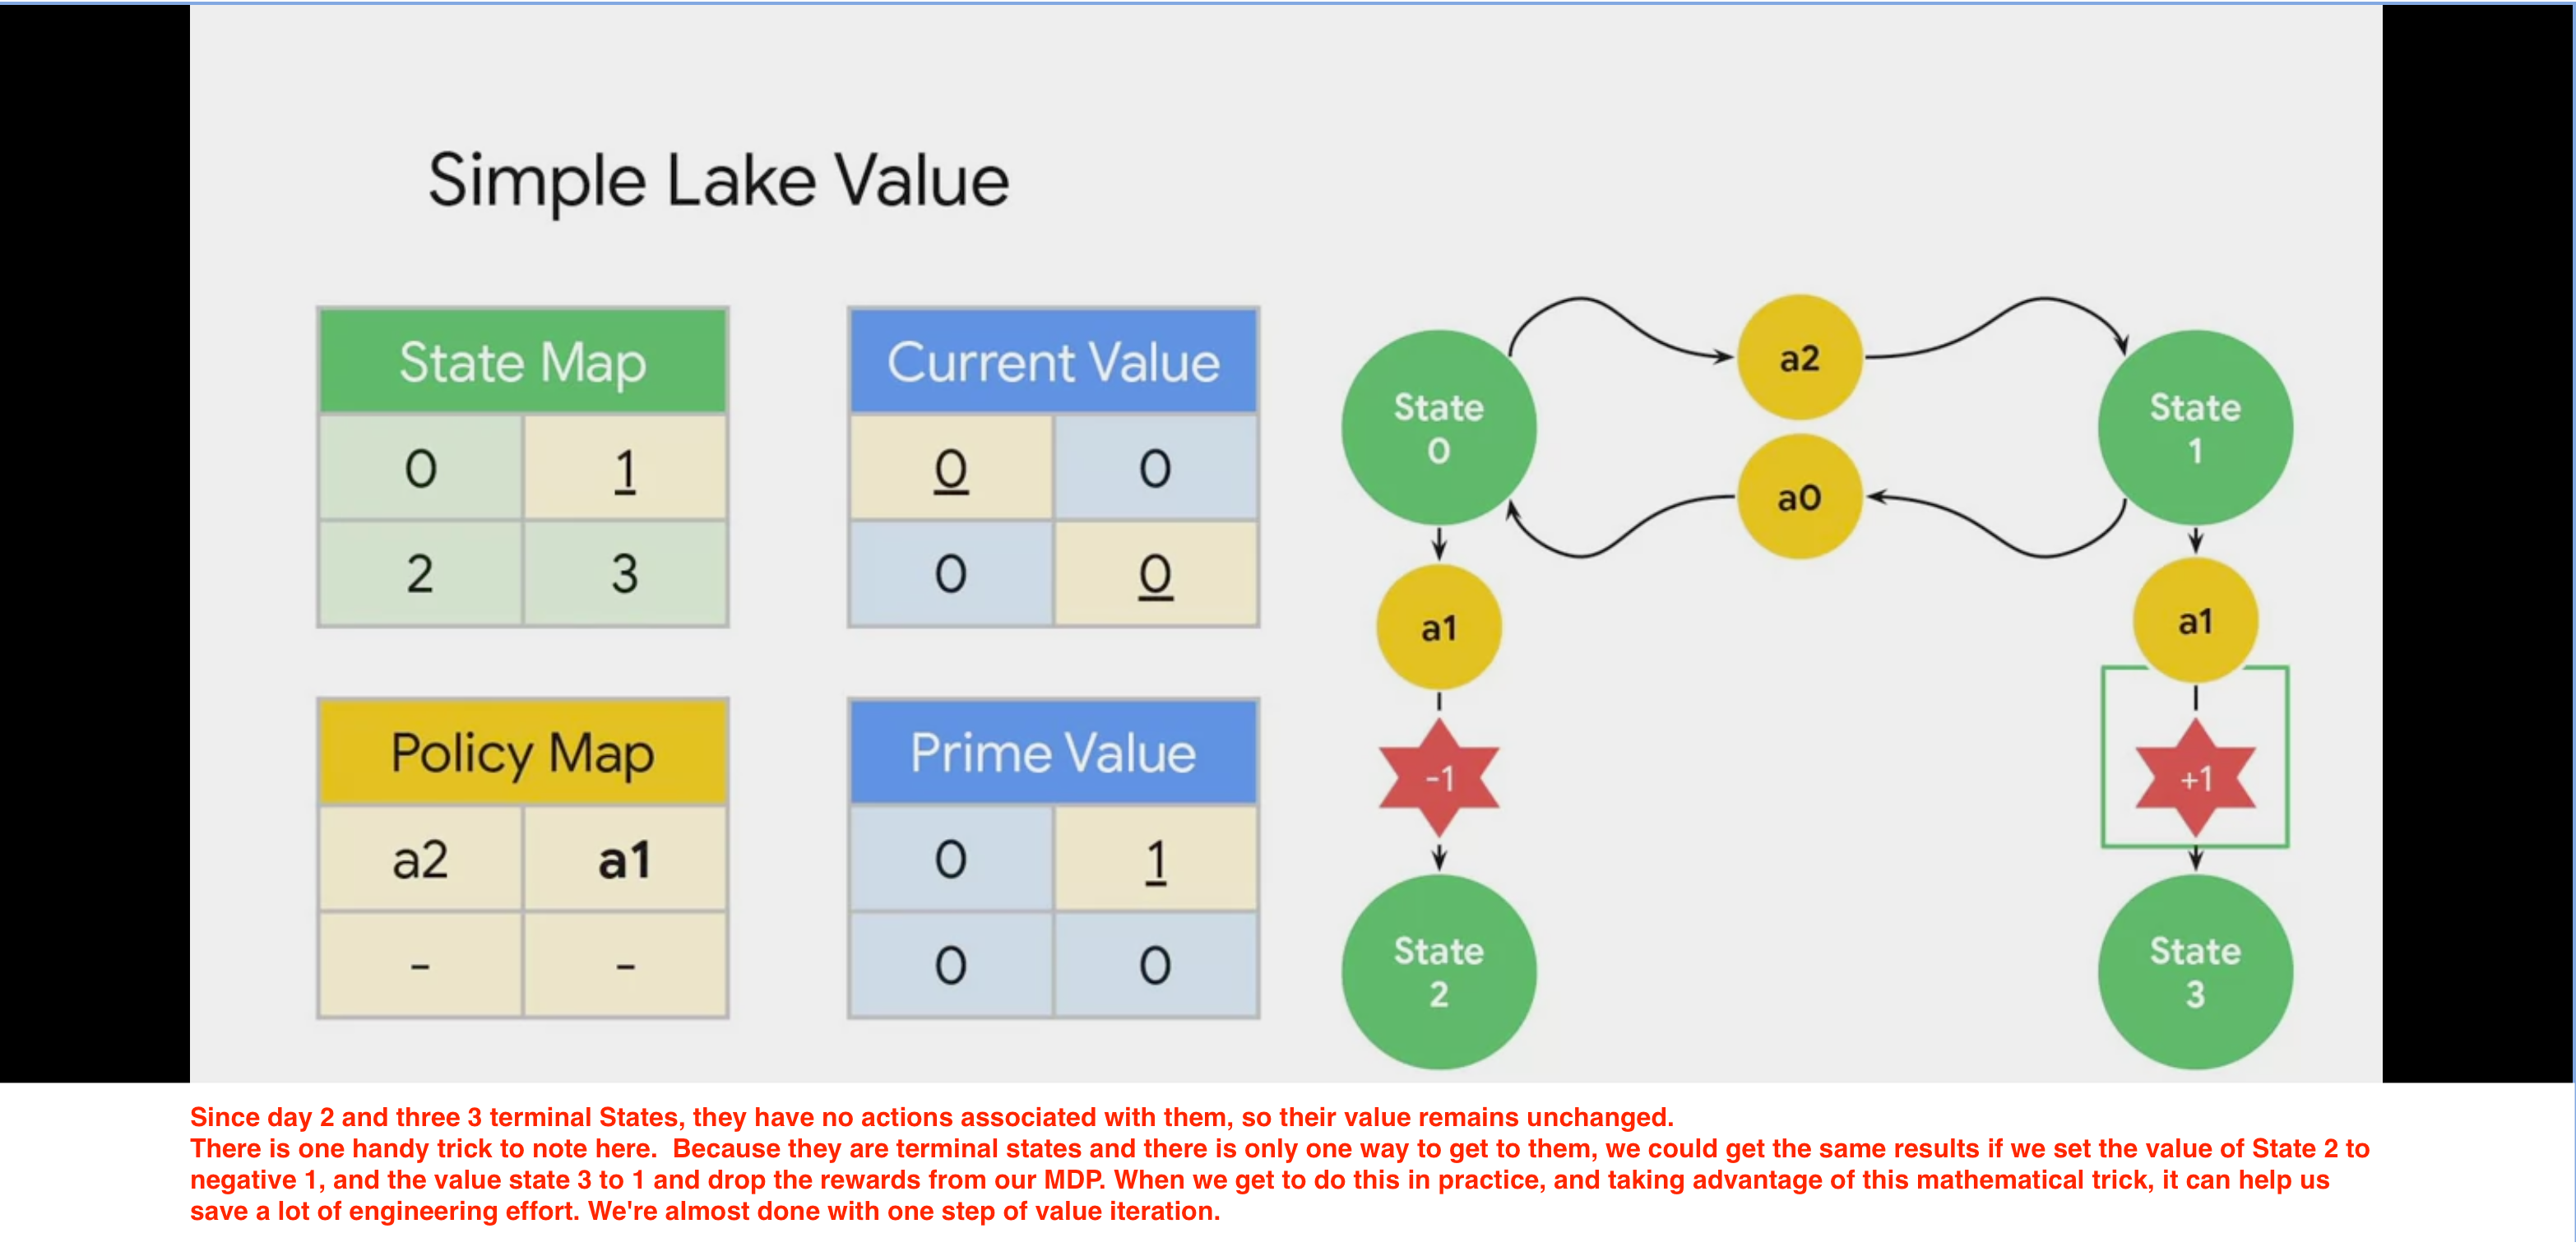 Simple Lake Value
State Map
0 1
2 3
Current Value
0 0
0 0
Policy Map
a2 a1
- -
Prime Value
0 1
0 0
a2
State
0
State
1
a0
a1
a1
-1
+1
State
2
State
3
Since day 2 and three 3 terminal States, they have no actions associated with them, so their value remains unchanged.
There is one handy trick to note here.  Because they are terminal states and there is only one way to get to them, we could get the same results if we set the value of State 2 to
negative 1, and the value state 3 to 1 and drop the rewards from our MDP. When we get to do this in practice, and taking advantage of this mathematical trick, it can help us
save a lot of engineering effort. We're almost done with one step of value iteration.